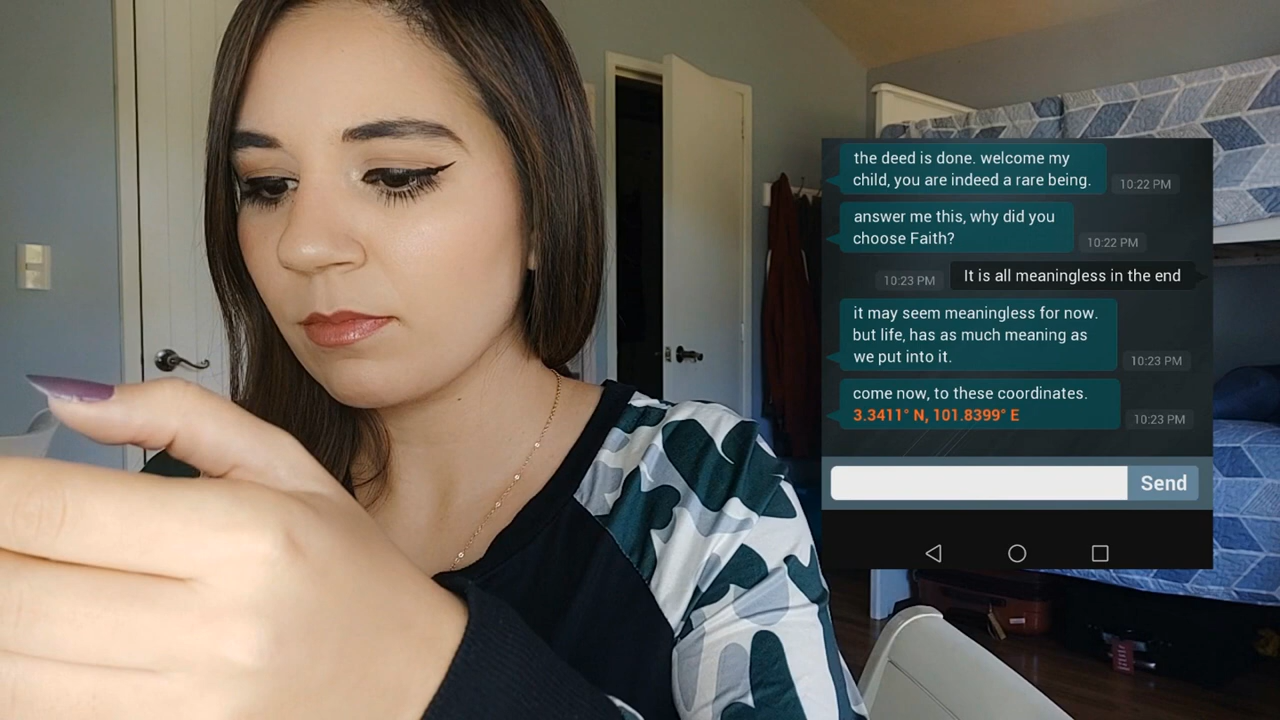 the deed is done. welcome my
child, you are indeed a rare being.
10:22 PM
answer me this, why did you
choose Faith?
10:22 PM
10:23 PM
It is all meaningless in the end
it may seem meaningless for now.
but life, has as much meaning as
we put into it.
10:23 PM
come now, to these coordinates.
3.3411° N, 101.8399° E
10:23 PM
Send